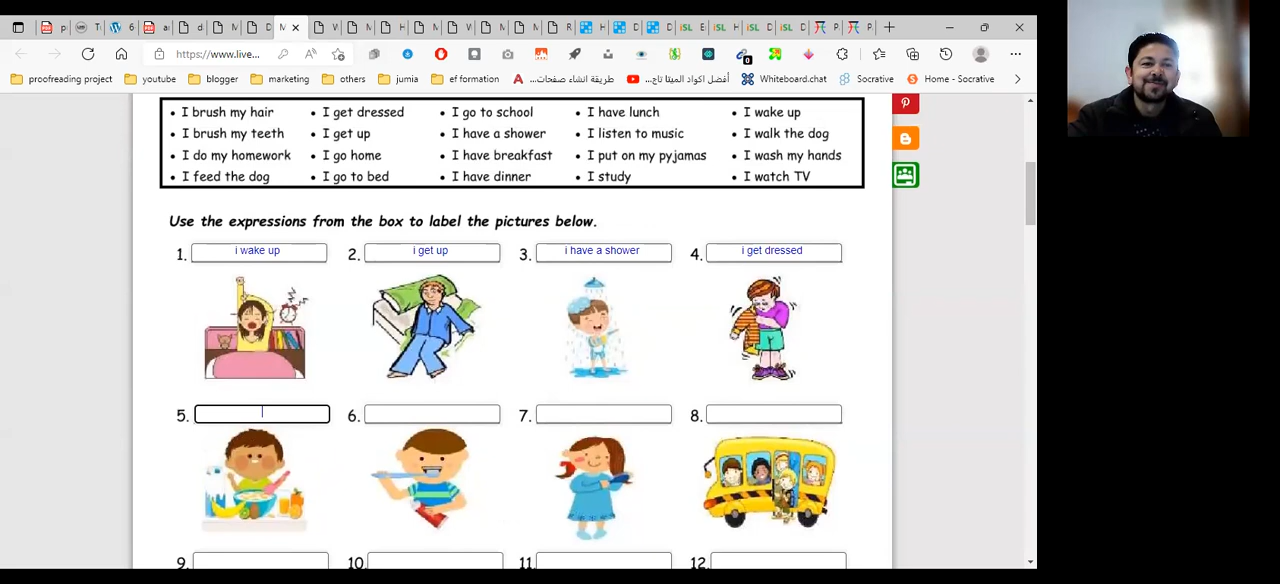 https://www.live...
proofreading project youtube blogger marketing others jumia ef formation طريقة انشاء صفحات... أفضل اكواد الميتا تاج... Whiteboard.chat Socrative Home - Socrative
• I brush my hair • I get dressed • I go to school • I have lunch • I wake up
• I brush my teeth • I get up • I have a shower • I listen to music • I walk the dog
• I do my homework • I go home • I have breakfast • I put on my pyjamas • I wash my hands
• I feed the dog • I go to bed • I have dinner • I study • I watch TV
Use the expressions from the box to label the pictures below.
1. i wake up 2. i get up 3. i have a shower 4. i get dressed
5. 6. 7. 8.
9. 10. 11. 12.